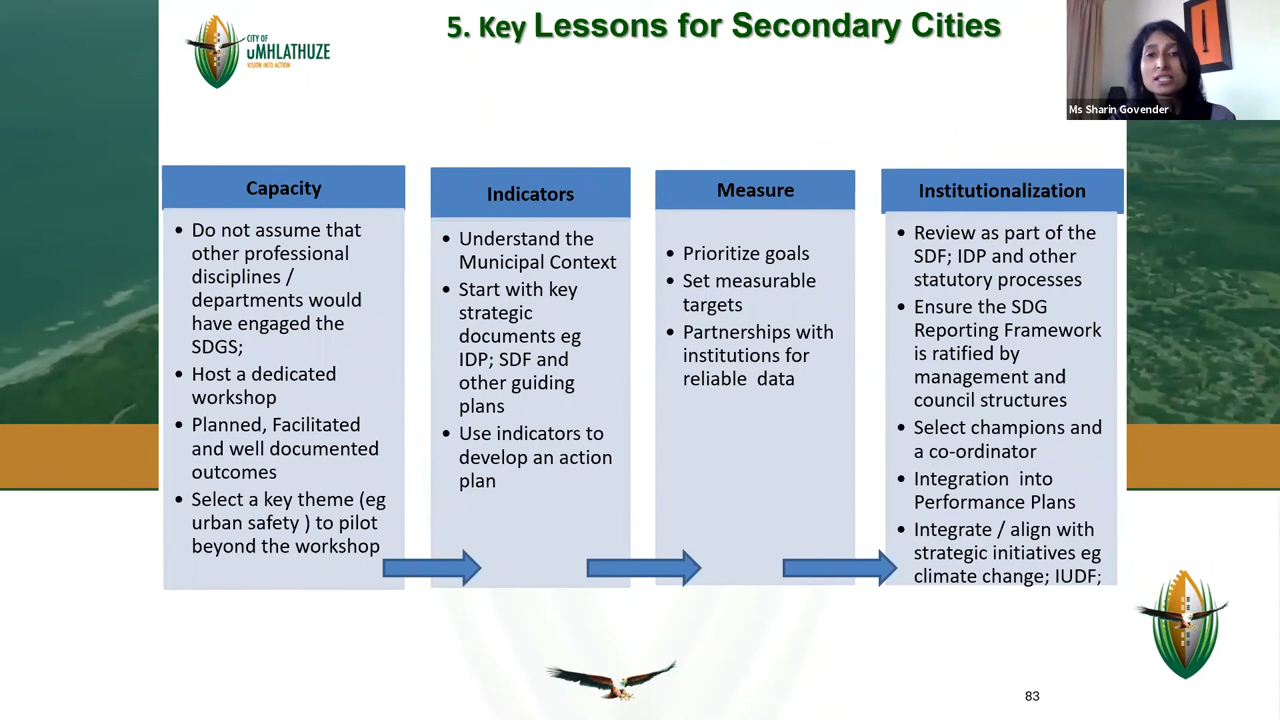 5. Key Lessons for Secondary Cities
CITY OF
uMHLATHUZE
VISION INTO ACTION
Ms Sharin Govender
Capacity
• Do not assume that
other professional
disciplines /
departments would
have engaged the
SDGS;
• Host a dedicated
workshop
• Planned, Facilitated
and well documented
outcomes
• Select a key theme (eg
urban safety ) to pilot
beyond the workshop
Indicators
• Understand the
Municipal Context
• Start with key
strategic
documents eg
IDP; SDF and
other guiding
plans
• Use indicators to
develop an action
plan
Measure
• Prioritize goals
• Set measurable
targets
• Partnerships with
institutions for
reliable data
Institutionalization
• Review as part of the
SDF; IDP and other
statutory processes
• Ensure the SDG
Reporting Framework
is ratified by
management and
council structures
• Select champions and
a co-ordinator
• Integration into
Performance Plans
• Integrate / align with
strategic initiatives eg
climate change; IUDF;
83